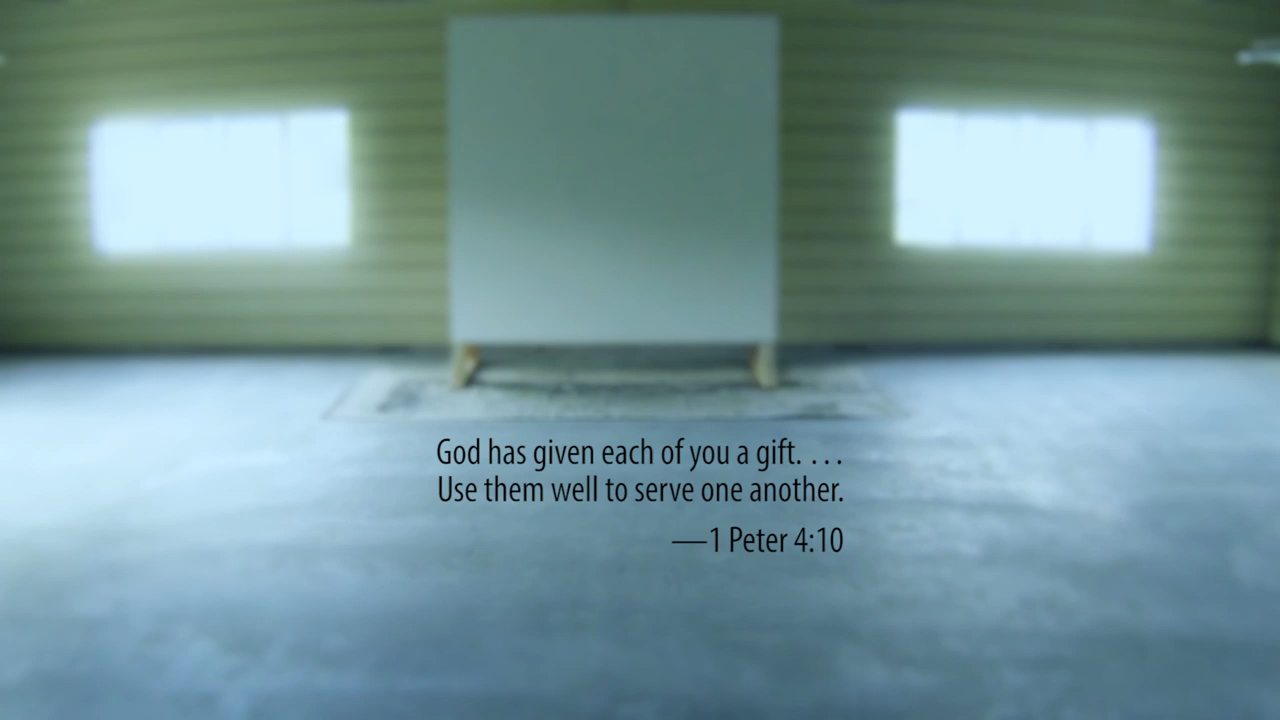 God has given each of you a gift. . . .
Use them well to serve one another.
—1 Peter 4:10